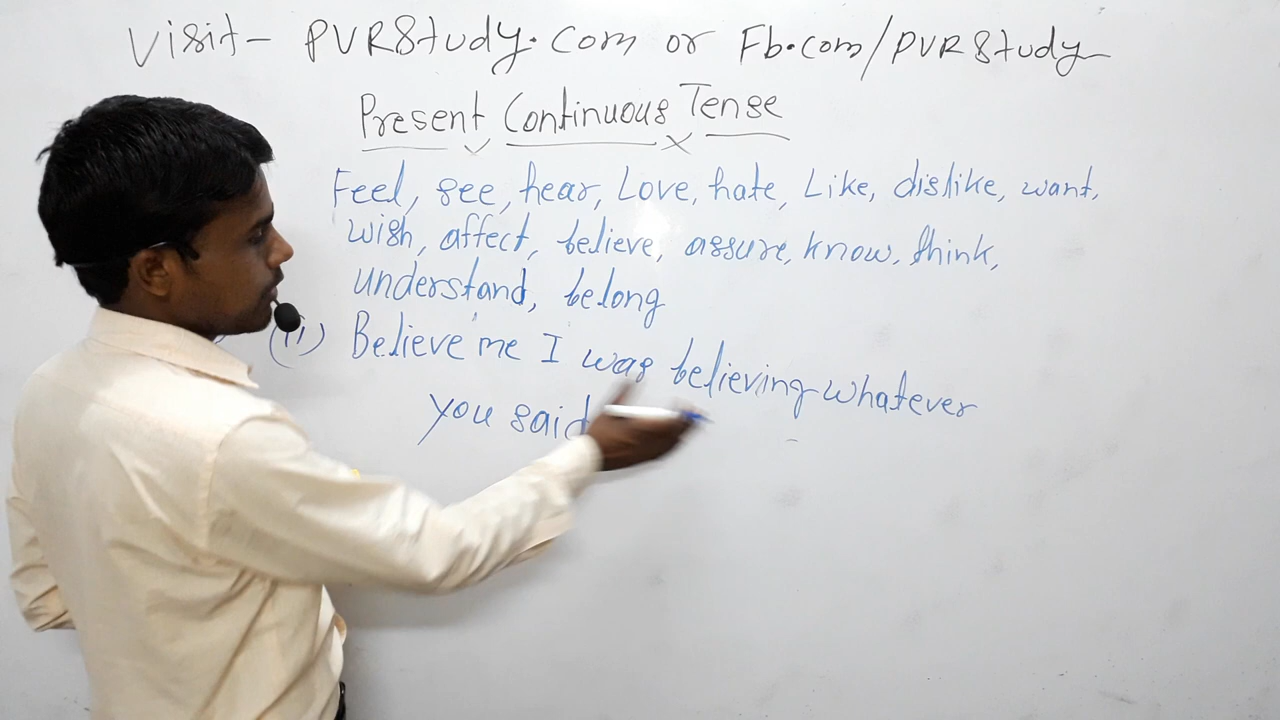 Visit- PVRStudy.com or Fb.com/PVRStudy
Present Continuous Tense
Feel, see, hear, Love, hate, Like, dislike, want,
wish, affect, believe, assure, know, think,
understand, belong
(ii) Believe me I was believing whatever
you said